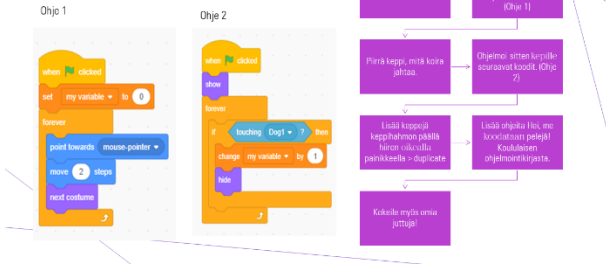 Ohje 1
when clicked
set my variable to 0
forever
point towards mouse-pointer
move 2 steps
next costume
Ohje 2
when clicked
show
forever
if touching Dog1 ? then
change my variable by 1
hide
(Ohje 1)
Piirrä keppi, mitä koira
jahtaa.
Ohjelmoi sitten kepille
seuraavat koodit. (Ohje
2)
Lisää keppejä
keppihahmon päällä
hiiren oikealla
painikkeella > duplicate
Lisää ohjeita Hei, me
koodataan pelejä!
Koululaisen
ohjelmointikirjasta.
Kokeile myös omia
juttuja!